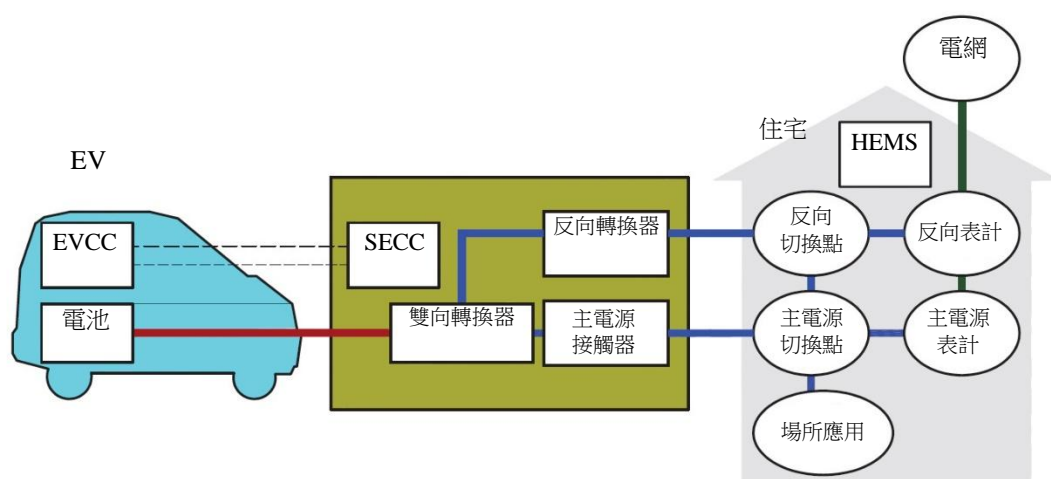 電網
住宅
HEMS
EV
EVCC
SECC
反向轉換器
反向
切換點
反向表計
電池
雙向轉換器
主電源
接觸器
主電源
切換點
主電源
表計
場所應用